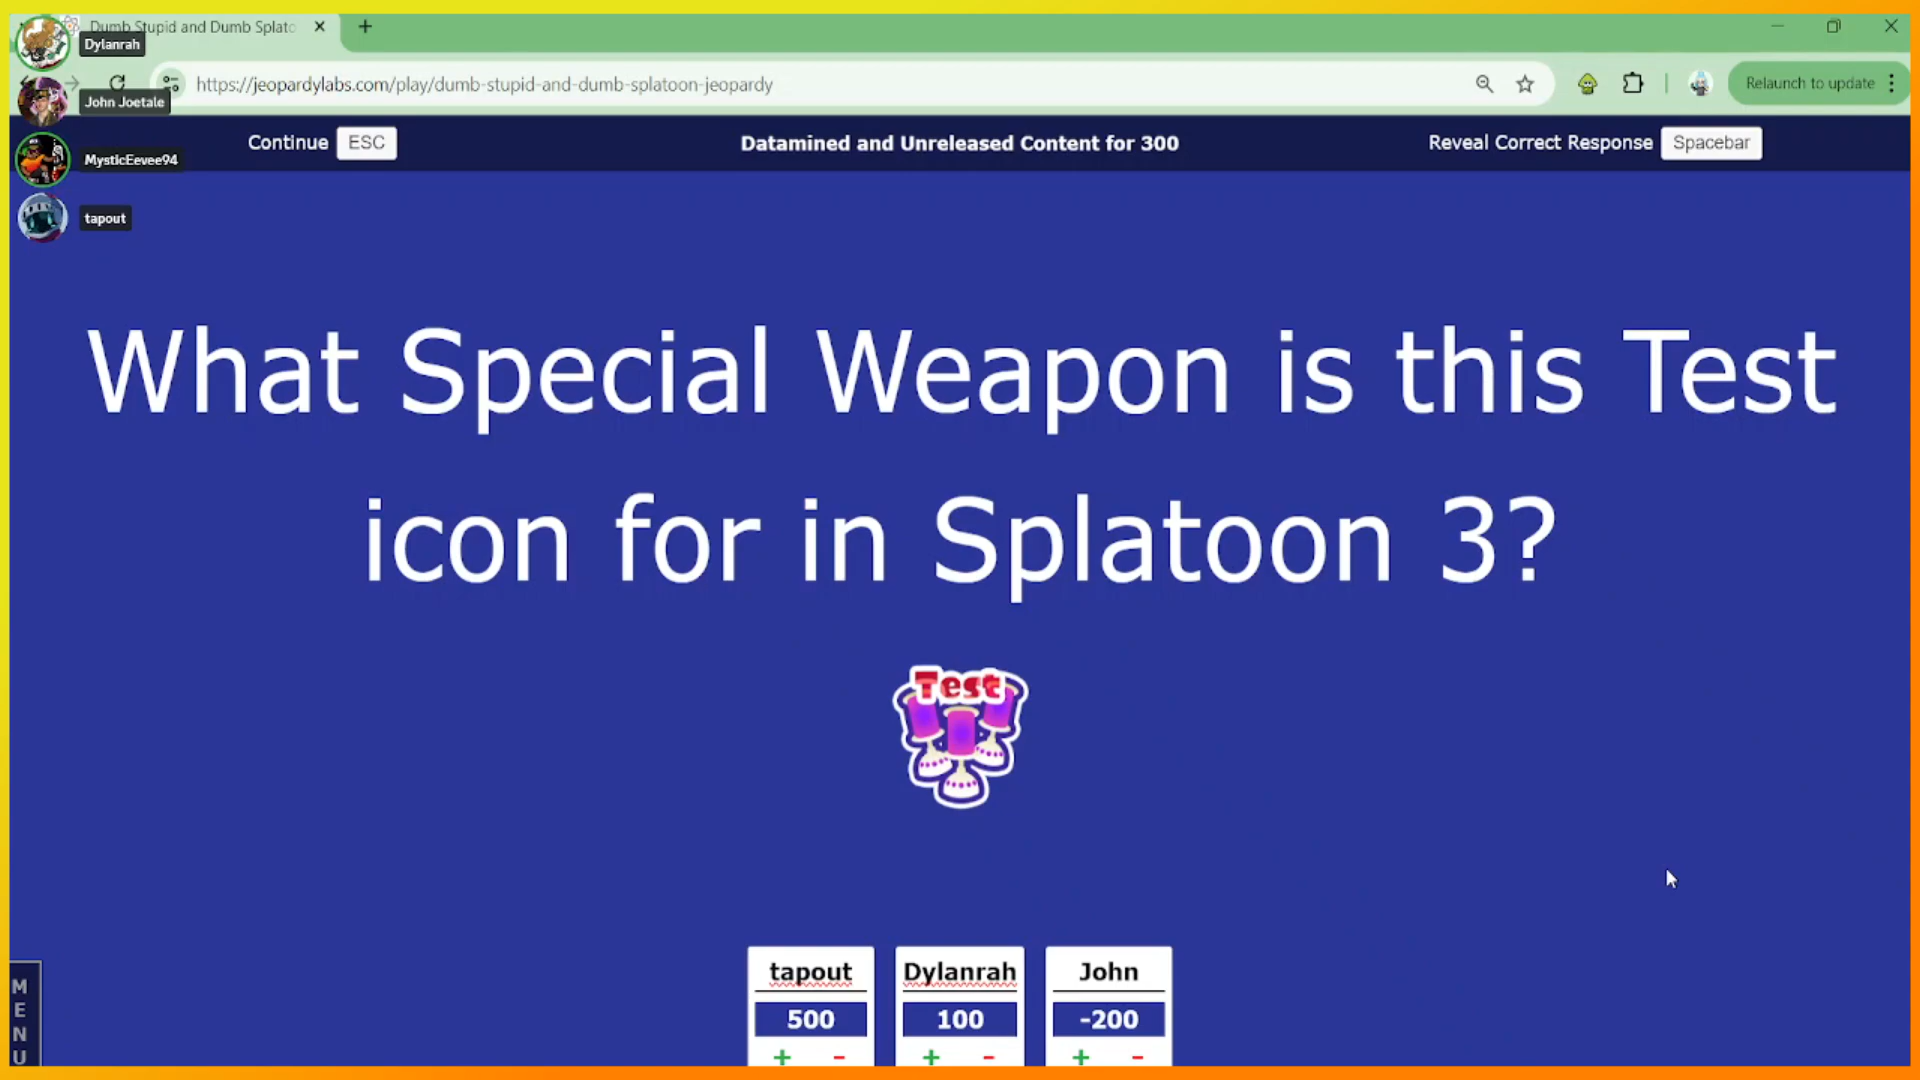 Dumb Stupid and Dumb Splato
Dylanrah
https://jeopardylabs.com/play/dumb-stupid-and-dumb-splatoon-jeopardy
Relaunch to update
John Joetale
Continue ESC
Datamined and Unreleased Content for 300
Reveal Correct Response Spacebar
MysticEevee94
tapout
What Special Weapon is this Test
icon for in Splatoon 3?
Test
tapout Dylanrah John
500 100 -200
+ - + - + -
MENU